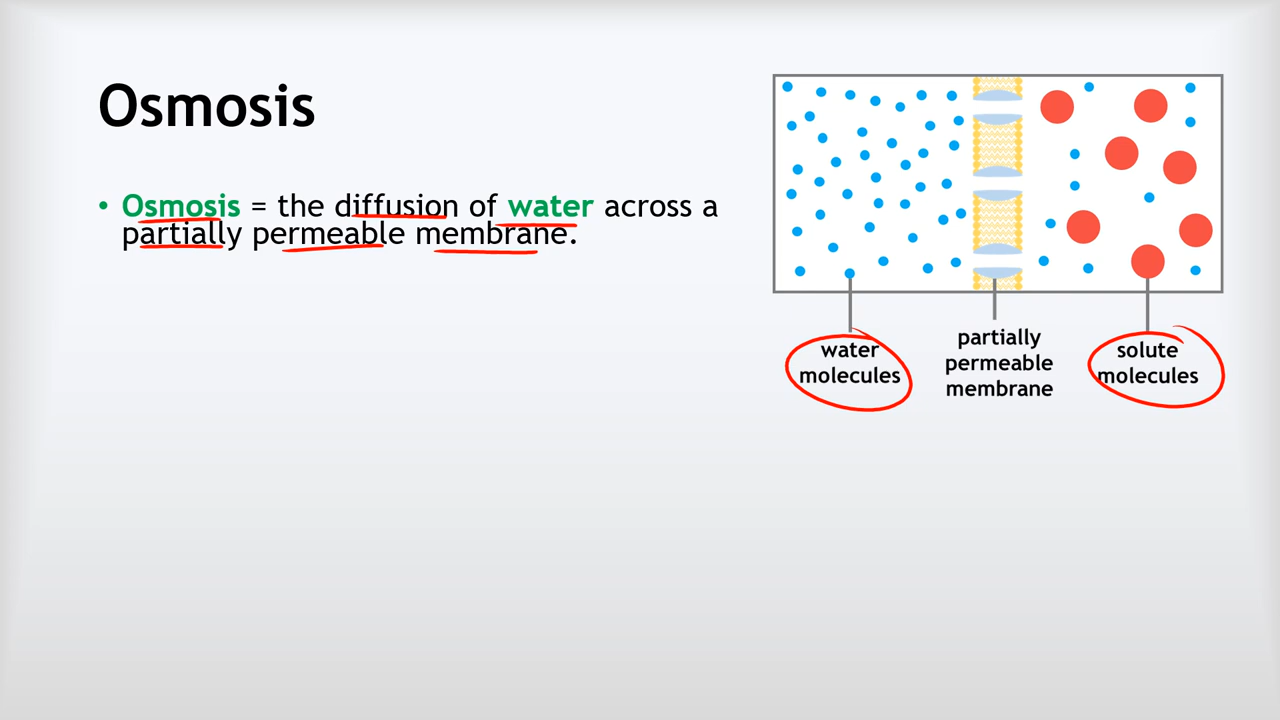 Osmosis
• Osmosis = the diffusion of water across a
partially permeable membrane.
water
molecules
partially
permeable
membrane
solute
molecules